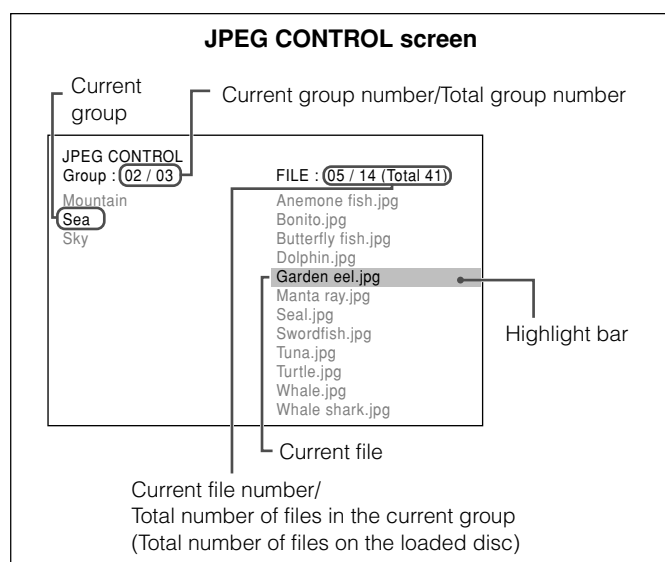 JPEG CONTROL screen
Current
group
Current group number/Total group number
JPEG CONTROL
Group : 02 / 03
FILE : 05 / 14 (Total 41)
Mountain
Sea
Sky
Anemone fish.jpg
Bonito.jpg
Butterfly fish.jpg
Dolphin.jpg
Garden eel.jpg
Manta ray.jpg
Seal.jpg
Swordfish.jpg
Tuna.jpg
Turtle.jpg
Whale.jpg
Whale shark.jpg
Highlight bar
Current file
Current file number/
Total number of files in the current group
(Total number of files on the loaded disc)